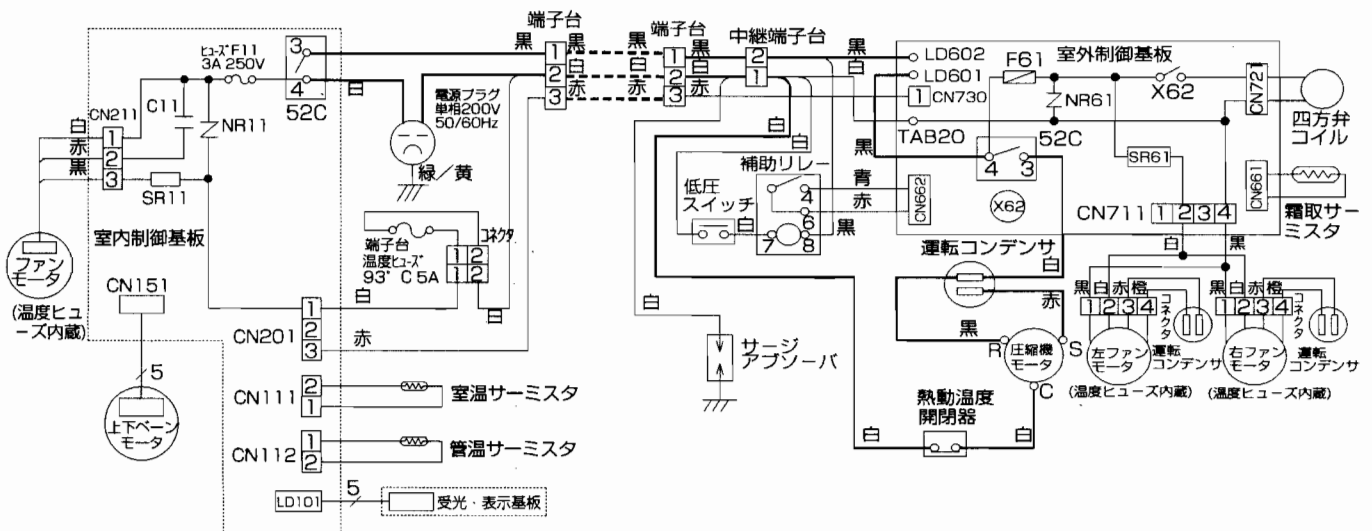 ヒューズF11
3A 250V
3
4
52C
黒
白
端子台
1
2
3
黒
白
赤
黒
白
赤
端子台
1
2
3
黒
白
赤
中継端子台
2
1
黒
白
LD602
LD601
1 CN730
TAB20
F61
室外制御基板
NR61
X62
CN721
四方弁
コイル
52C
4 3
X62
SR61
CN661
霜取サー
ミスタ
CN711 1 2 3 4
白
黒
CN211
1
2
3
白
赤
黒
C11
NR11
SR11
室内制御基板
ファン
モータ
(温度ヒュ
ーズ内蔵)
電源プラグ
単相200V
50/60Hz
緑/黄
端子台
温度ヒューズ
93°C 5A
コネクタ
1 2
1 2
白
白
CN151
5
上下ベーン
モータ
CN201
1
2
3
赤
CN111
2
1
室温サーミスタ
CN112
1
2
管温サーミスタ
LD101
5
受光・表示基板
白
白
低圧
スイッチ
白
補助リレー
4
6
7 8
青
赤
黒
CN662
黒
白
サージ
アブソーバ
運転コンデンサ
白
赤
黒
R
S
C
圧縮機
モータ
熱動温度
開閉器
白
白
黒白赤橙
1 2 3 4
コネクタ
左ファン
モータ
運転
コンデンサ
(温度ヒューズ内蔵)
黒白赤橙
1 2 3 4
コネクタ
右ファン
モータ
運転
コンデンサ
(温度ヒューズ内蔵)